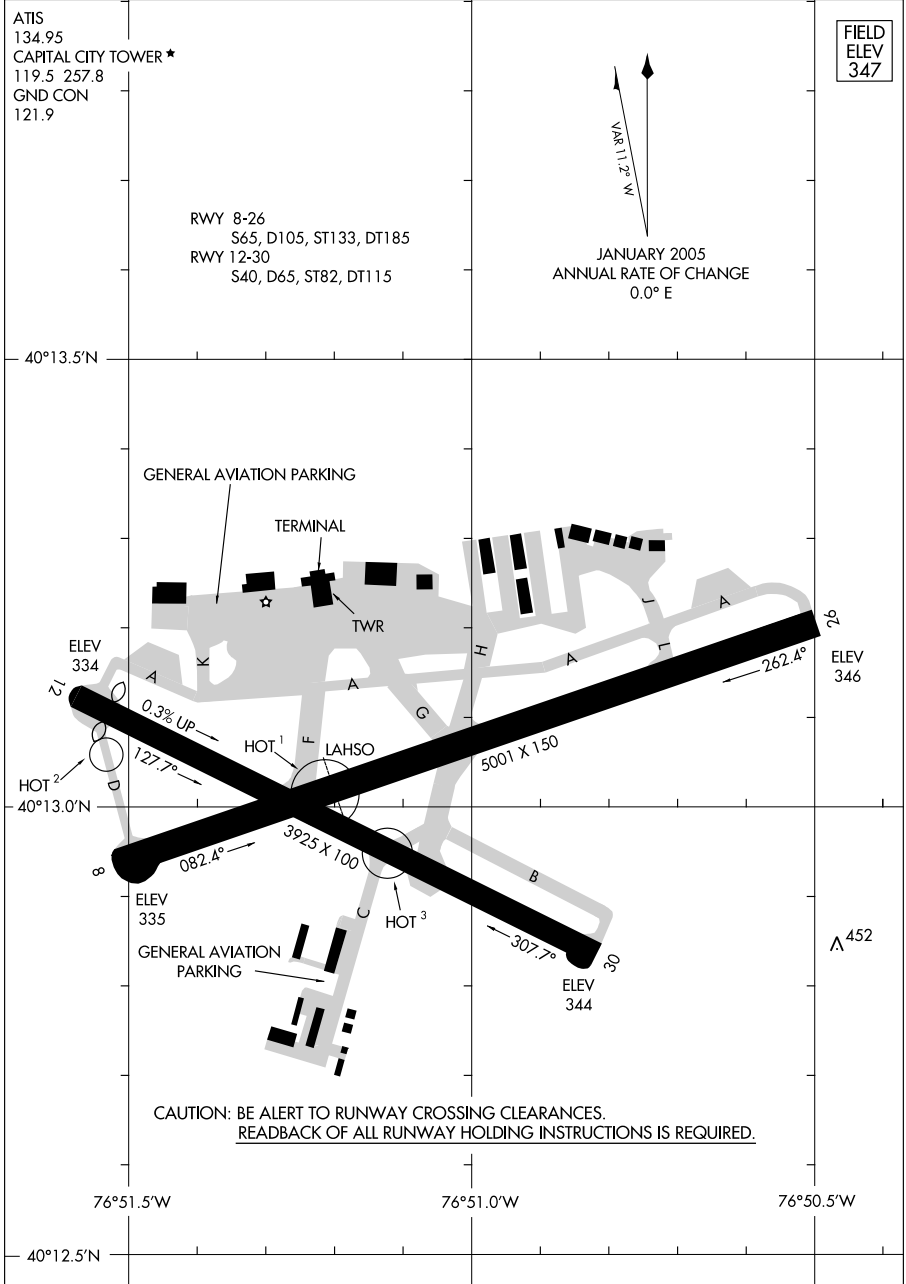 ATIS
134.95
CAPITAL CITY TOWER★
119.5 257.8
GND CON
121.9
FIELD
ELEV
347
VAR 11.2° W
JANUARY 2005
ANNUAL RATE OF CHANGE
0.0° E
RWY 8-26
S65, D105, ST133, DT185
RWY 12-30
S40, D65, ST82, DT115
40°13.5'N
GENERAL AVIATION PARKING
TERMINAL
TWR
J
A
L
26
262.4°
ELEV
346
H
A
K
A
A
ELEV
334
12
0.3% UP
127.7°
G
F
HOT 1
LAHSO
5001 X 150
HOT 2
D
40°13.0'N
8
082.4°
3925 X 100
ELEV
335
B
C
HOT 3
307.7°
30
ELEV
344
GENERAL AVIATION
PARKING
452
CAUTION: BE ALERT TO RUNWAY CROSSING CLEARANCES.
READBACK OF ALL RUNWAY HOLDING INSTRUCTIONS IS REQUIRED.
76°51.5'W
76°51.0'W
76°50.5'W
40°12.5'N